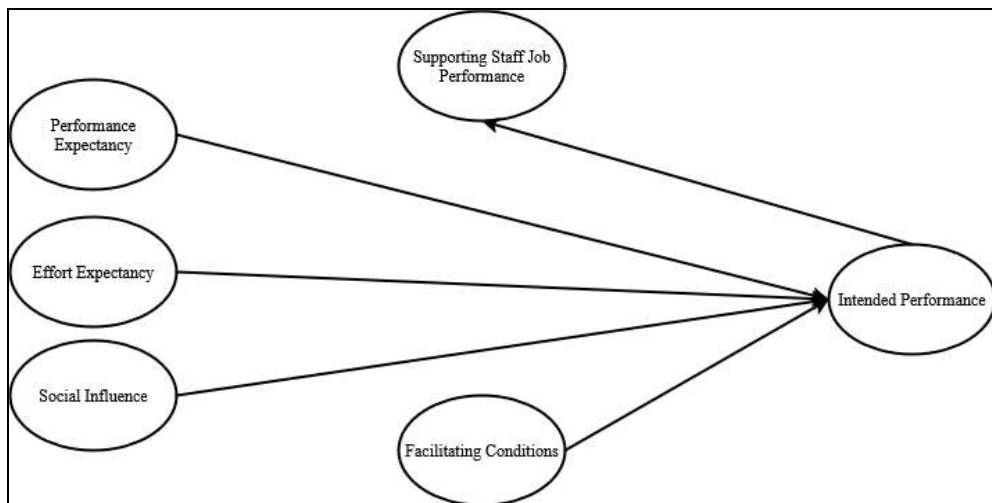 Supporting Staff Job
Performance
Performance
Expectancy
Effort Expectancy
Intended Performance
Social Influence
Facilitating Conditions